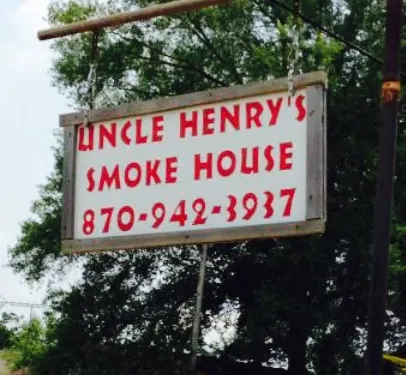 UNCLE HENRY'S
SMOKE HOUSE
870-942-3937